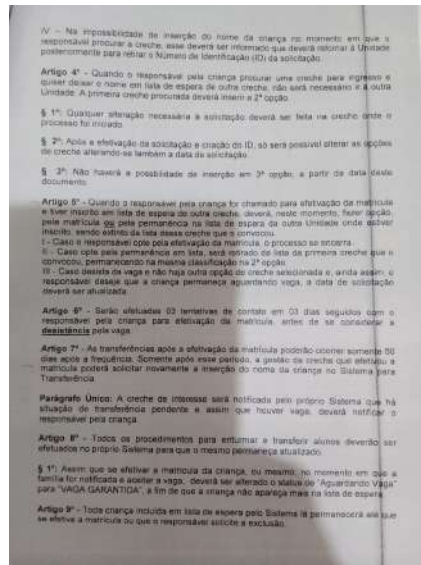 IV – Na impossibilidade de inserção do nome da criança no momento em que o
responsável procurar a creche, esse deverá ser informado que deverá retornar à Unidade
posteriormente para retirar o Número de Identificação (ID) da solicitação.
Artigo 4° - Quando o responsável pela criança procurar uma creche para ingresso e
quiser deixar o nome em lista de espera de outra creche, não será necessário ir à outra
Unidade. A primeira creche procurada deverá inserir a 2ª opção.
§ 1°: Qualquer alteração necessária a solicitação deverá ser feita na creche onde o
processo foi iniciado.
§ 2°: Após a efetivação da solicitação e criação do ID, só será possível alterar as opções
de creche alterando-se também a data de solicitação.
§ 3°: Não haverá a possibilidade de inserção em 3ª opção, a partir da data deste
documento.
Artigo 5° - Quando o responsável pela criança for chamado para efetivação da matrícula
e tiver inscrito em lista de espera de outra creche, deverá, neste momento, fazer opção,
pela matrícula ou pela permanência na lista de espera da outra Unidade onde estiver
inscrito, sendo extinto da lista dessa creche que o convocou.
I - Caso o responsável opte pela efetivação da matrícula, o processo se encerra.
II - Caso opte pela permanência em lista, será retirado de lista da primeira creche que o
convocou, permanecendo na mesma classificação na 2ª opção.
III - Caso desista da vaga e não haja outra opção de creche selecionada e, ainda assim, o
responsável deseje que a criança permaneça aguardando vaga, a data de solicitação
deverá ser atualizada.
Artigo 6° - Serão efetuados 03 tentativas de contato em 03 dias seguidos com o
responsável pela criança para efetivação da matrícula, antes de se considerar a
desistência pela vaga.
Artigo 7° - As transferências após a efetivação da matrícula poderão ocorrer somente
dias após a frequência. Somente após esse período, a gestão da creche que efetivou a
matrícula poderá solicitar novamente a inserção do nome da criança no Sistema para
Transferência.
Parágrafo Único: A creche de interesse será notificada pelo próprio Sistema que há
situação de transferência pendente e assim que houver vaga, deverá notificar o
responsável pela criança.
Artigo 8° - Todos os procedimentos para enturmar e transferir alunos deverão ser
efetuados no próprio Sistema para que o mesmo permaneça atualizado.
§ 1°: Assim que se efetivar a matrícula da criança, ou mesmo, no momento em que a
família for notificada e aceitar a vaga, deverá ser alterado o status de "Aguardando Vaga"
para "VAGA GARANTIDA", a fim de que a criança não apareça mais na lista de espera.
Artigo 9° - Toda criança incluída em lista de espera pelo Sistema lá permanecerá até que
se efetive a matrícula ou que o responsável solicite a exclusão.